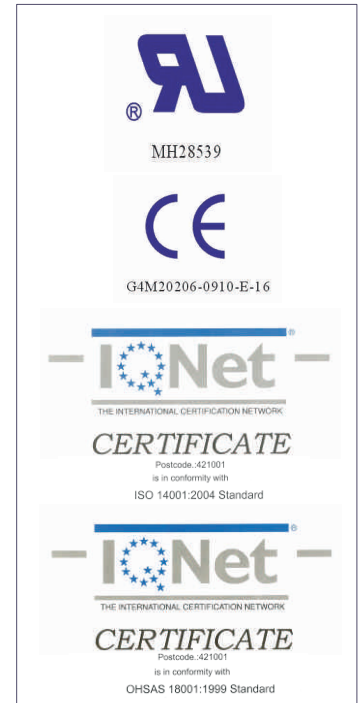 RU
®
MH28539
CE
G4M20206-0910-E-16
®
IQNet
THE INTERNATIONAL CERTIFICATION NETWORK
CERTIFICATE
Postcode.:421001
is in conformity with
ISO 14001:2004 Standard
®
IQNet
THE INTERNATIONAL CERTIFICATION NETWORK
CERTIFICATE
Postcode.:421001
is in conformity with
OHSAS 18001:1999 Standard